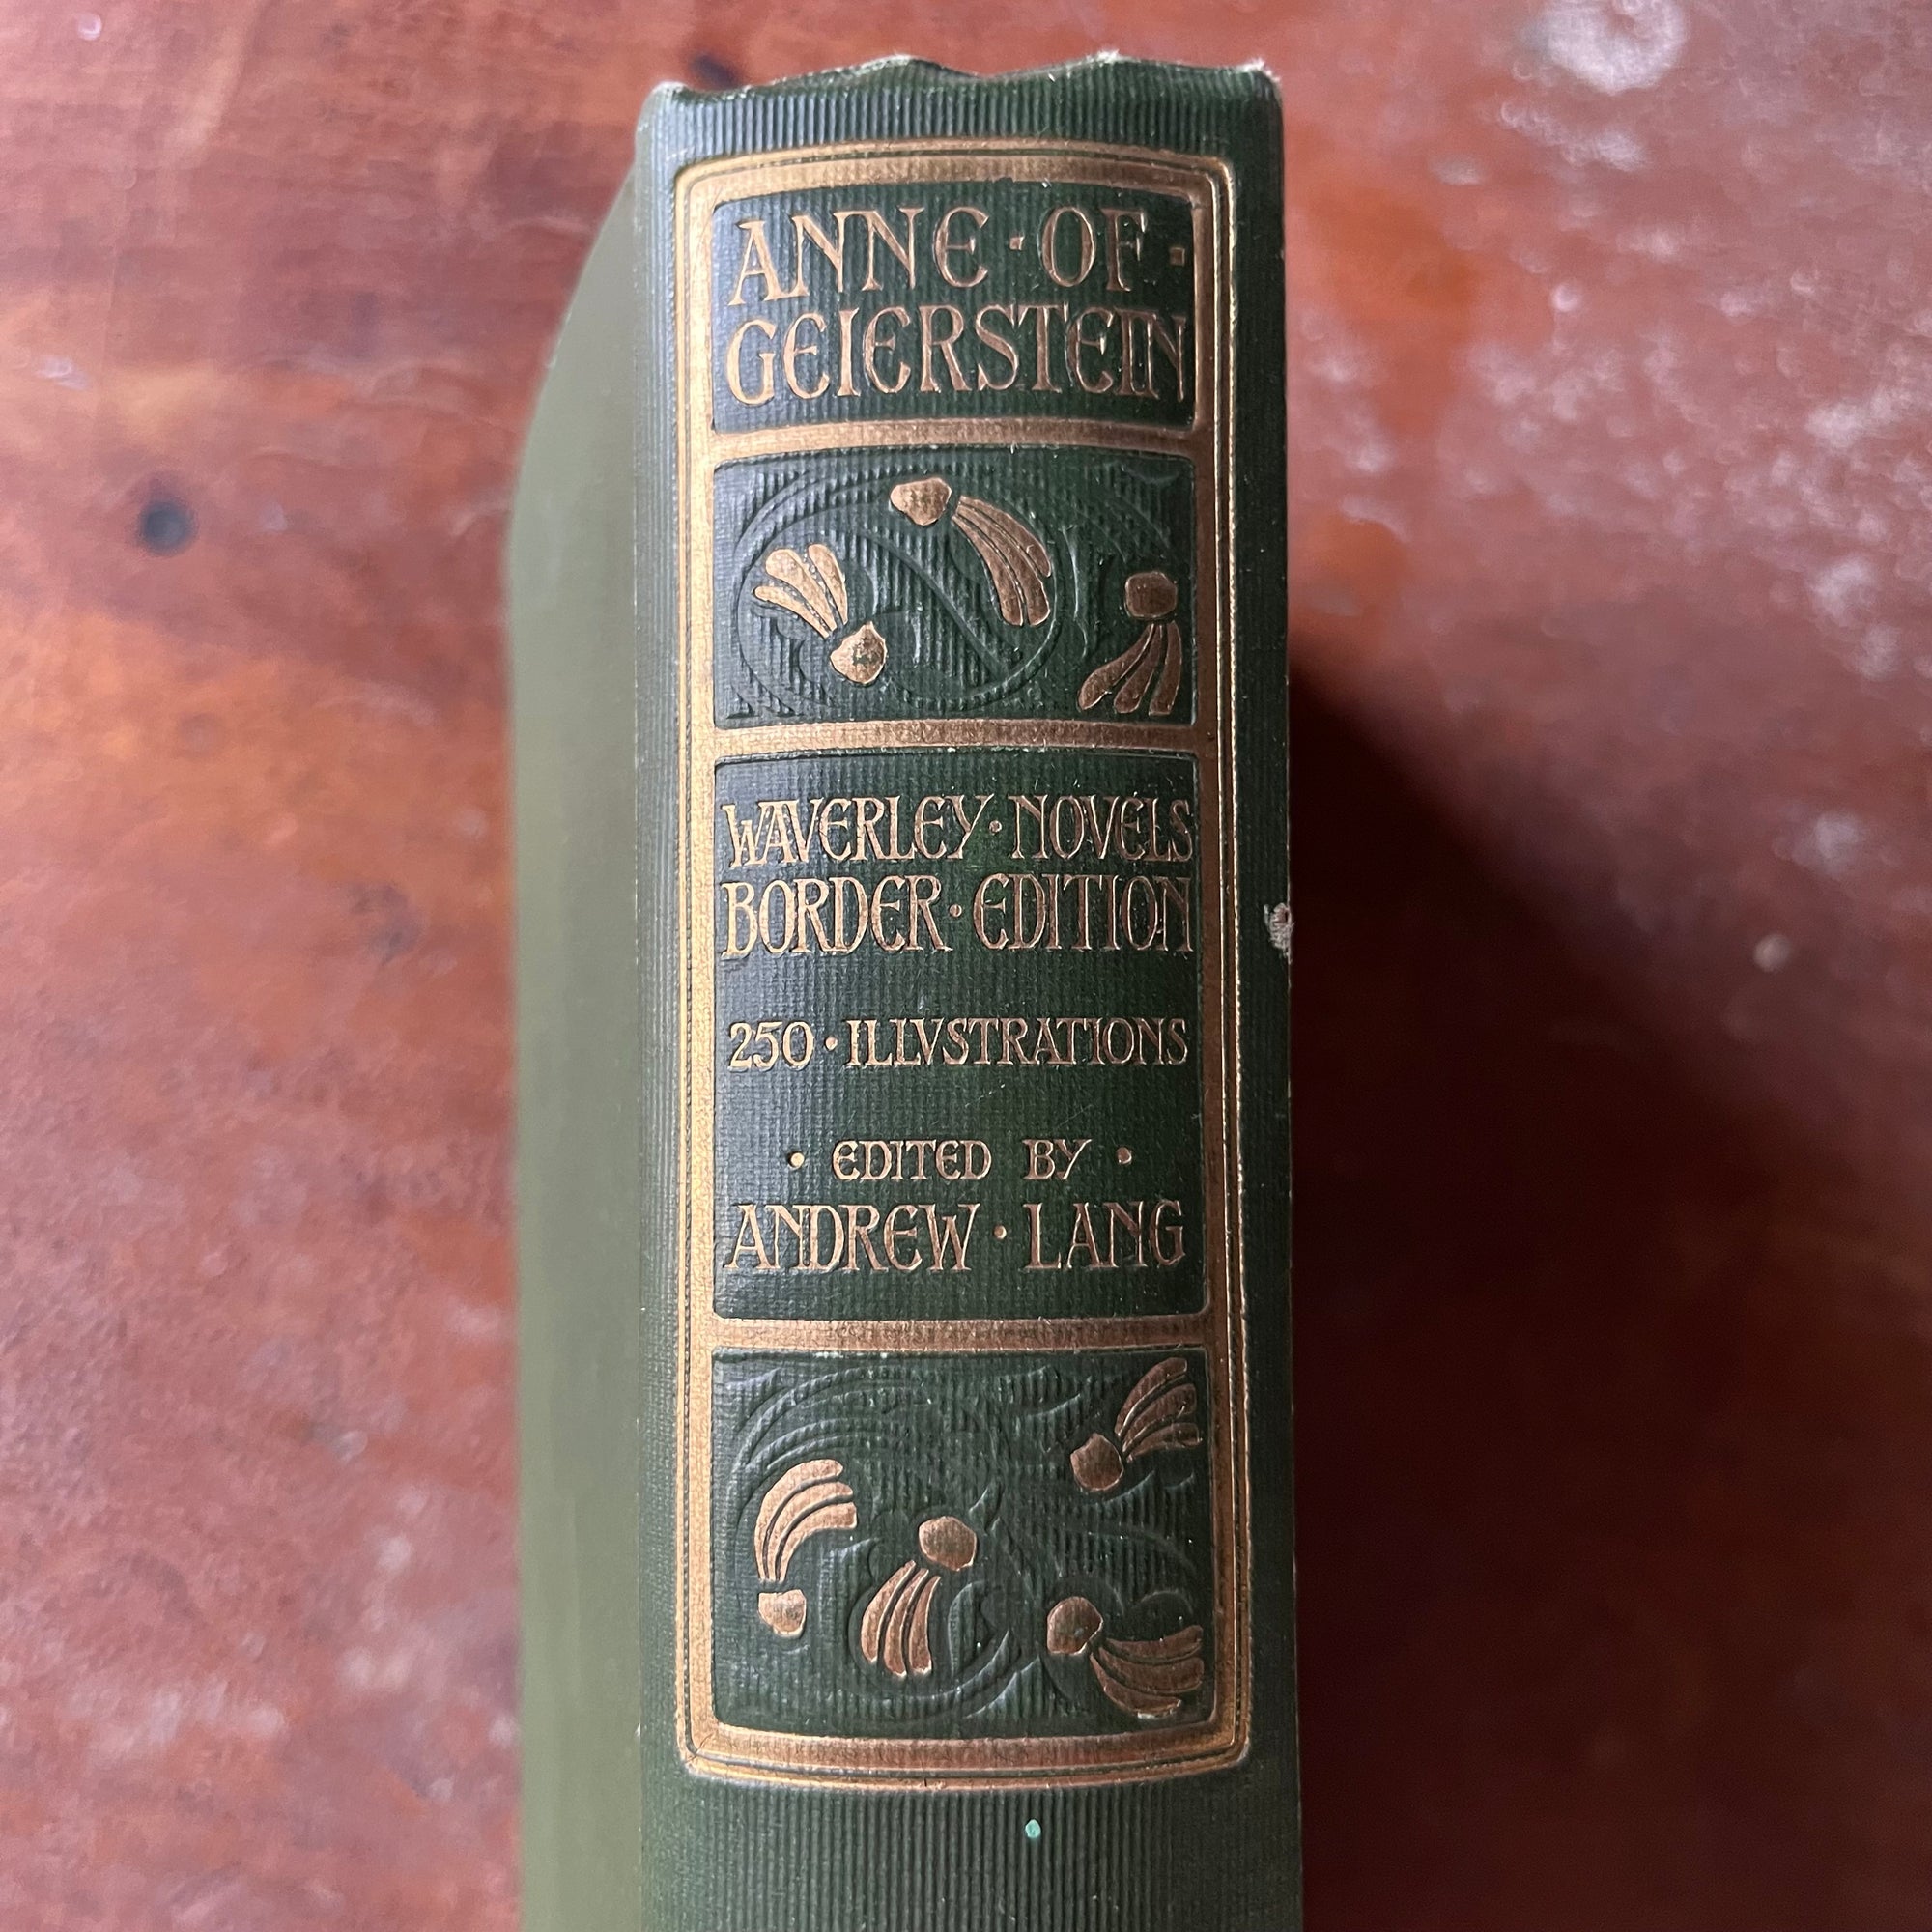 ANNE · OF ·
GEIERSTEIN
WAVERLEY · NOVELS
BORDER · EDITION
250 · ILLVSTRATIONS
· EDITED BY ·
ANDREW · LANG